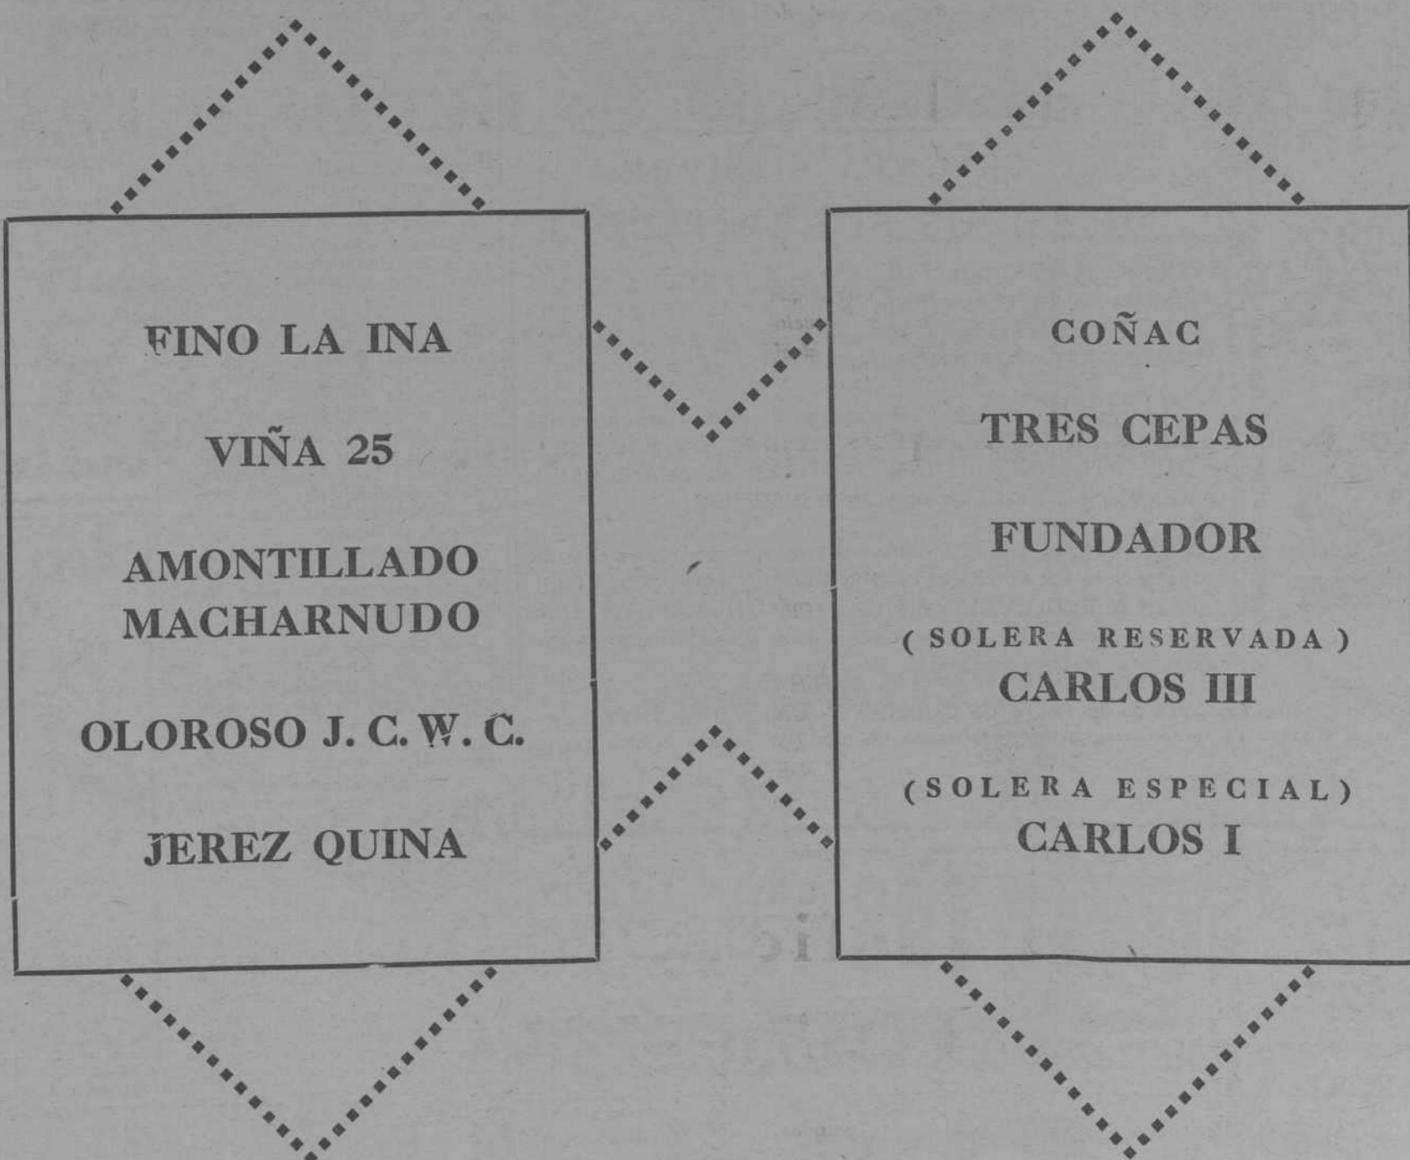 FINO LA INA
VIÑA 25
AMONTILLADO
MACHARNUDO
OLOROSO J. C. W. C.
JEREZ QUINA
COÑAC
TRES CEPAS
FUNDADOR
( SOLERA RESERVADA )
CARLOS III
(SOLERA ESPECIAL)
CARLOS I